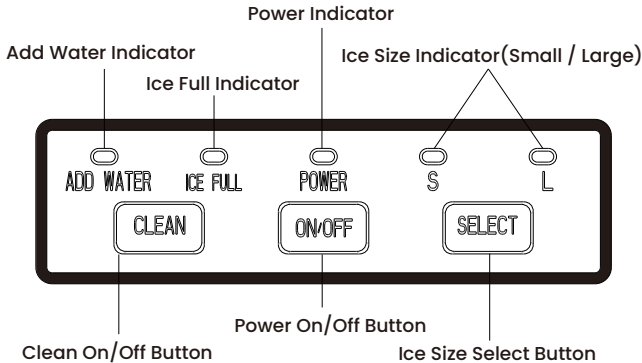 Power Indicator
Add Water Indicator
Ice Size Indicator(Small / Large)
Ice Full Indicator
ADD WATER
ICE FULL
POWER
S
L
CLEAN
ON/OFF
SELECT
Power On/Off Button
Clean On/Off Button
Ice Size Select Button